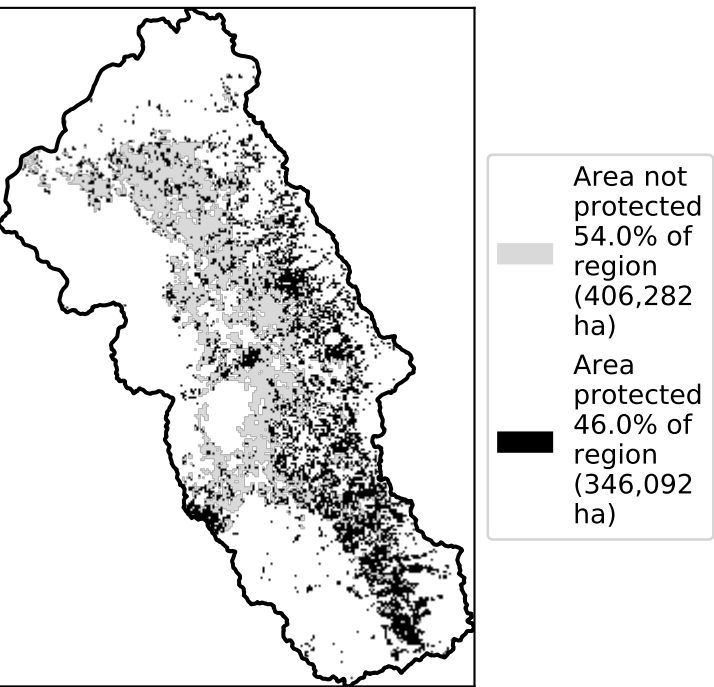 Area not
protected
54.0% of
region
(406,282
ha)
Area
protected
46.0% of
region
(346,092
ha)